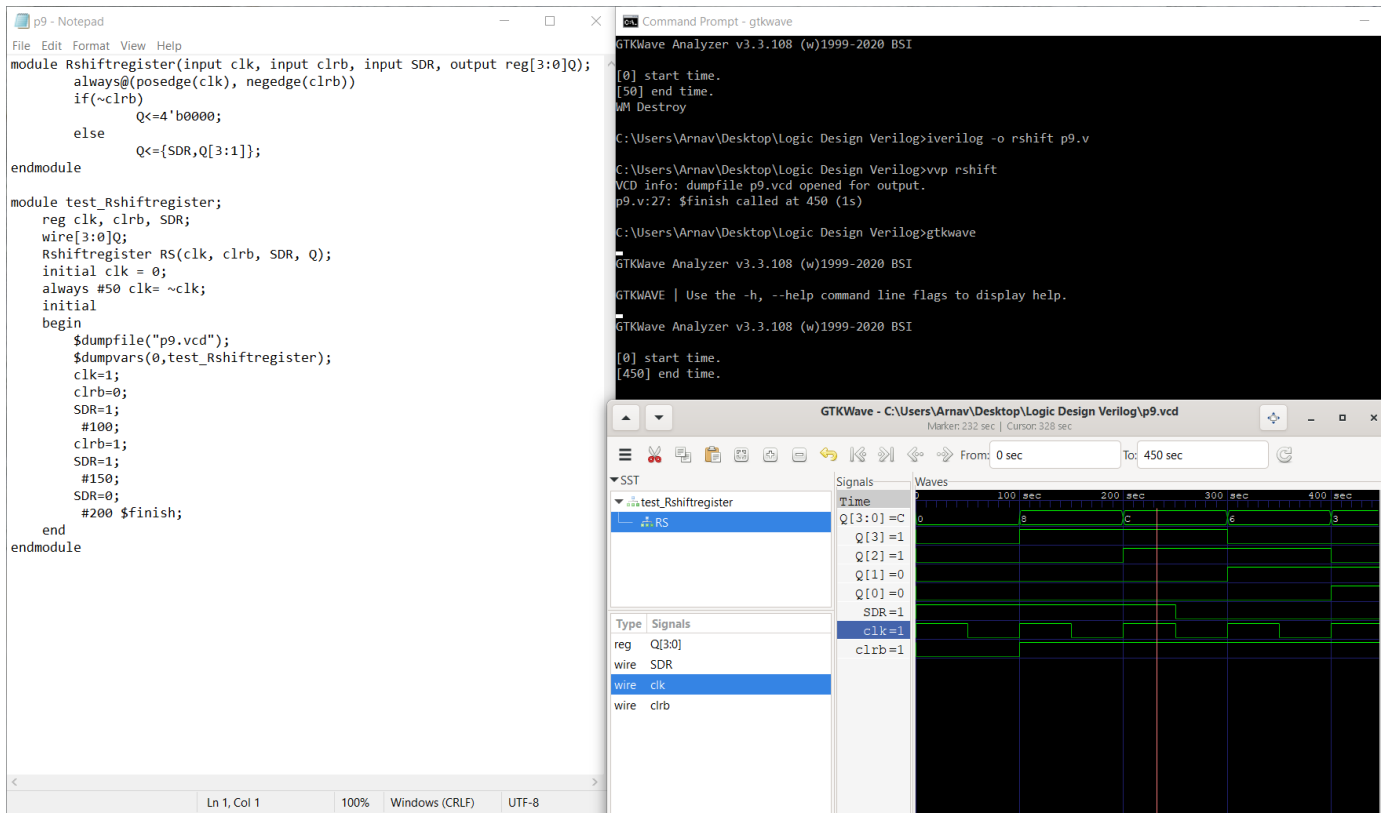 p9 - Notepad
File Edit Format View Help
module Rshiftregister(input clk, input clrb, input SDR, output reg[3:0]Q);
always@(posedge(clk), negedge(clrb))
if(~clrb)
Q<=4'b0000;
else
Q<={SDR,Q[3:1]};
endmodule
module test_Rshiftregister;
reg clk, clrb, SDR;
wire[3:0]Q;
Rshiftregister RS(clk, clrb, SDR, Q);
initial clk = 0;
always #50 clk= ~clk;
initial
begin
$dumpfile("p9.vcd");
$dumpvars(0,test_Rshiftregister);
clk=1;
clrb=0;
SDR=1;
#100;
clrb=1;
SDR=1;
#150;
SDR=0;
#200 $finish;
end
endmodule
Ln 1, Col 1 100% Windows (CRLF) UTF-8
Command Prompt - gtkwave
GTKWave Analyzer v3.3.108 (w)1999-2020 BSI
[0] start time.
[50] end time.
WM Destroy
C:\Users\Arnav\Desktop\Logic Design Verilog>iverilog -o rshift p9.v
C:\Users\Arnav\Desktop\Logic Design Verilog>vvp rshift
VCD info: dumpfile p9.vcd opened for output.
p9.v:27: $finish called at 450 (1s)
C:\Users\Arnav\Desktop\Logic Design Verilog>gtkwave
GTKWave Analyzer v3.3.108 (w)1999-2020 BSI
GTKWAVE | Use the -h, --help command line flags to display help.
GTKWave Analyzer v3.3.108 (w)1999-2020 BSI
[0] start time.
[450] end time.
GTKWave - C:\Users\Arnav\Desktop\Logic Design Verilog\p9.vcd
Marker: 232 sec | Cursor: 328 sec
From: 0 sec To: 450 sec
SST
test_Rshiftregister
RS
Type Signals
reg Q[3:0]
wire SDR
wire clk
wire clrb
Signals
Time
Q[3:0] =C
Q[3] =1
Q[2] =1
Q[1] =0
Q[0] =0
SDR =1
clk =1
clrb =1
Waves
100 sec 200 sec 300 sec 400 sec
0 8 C 6 3